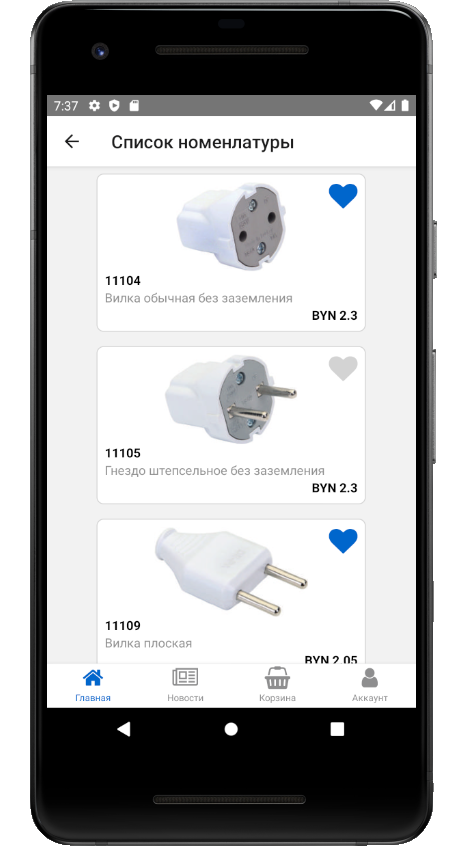 7:37
Список номенлатуры
11104
Вилка обычная без заземления
BYN 2.3
11105
Гнездо штепсельное без заземления
BYN 2.3
11109
Вилка плоская
BYN 2.05
Главная
Новости
Корзина
Аккаунт